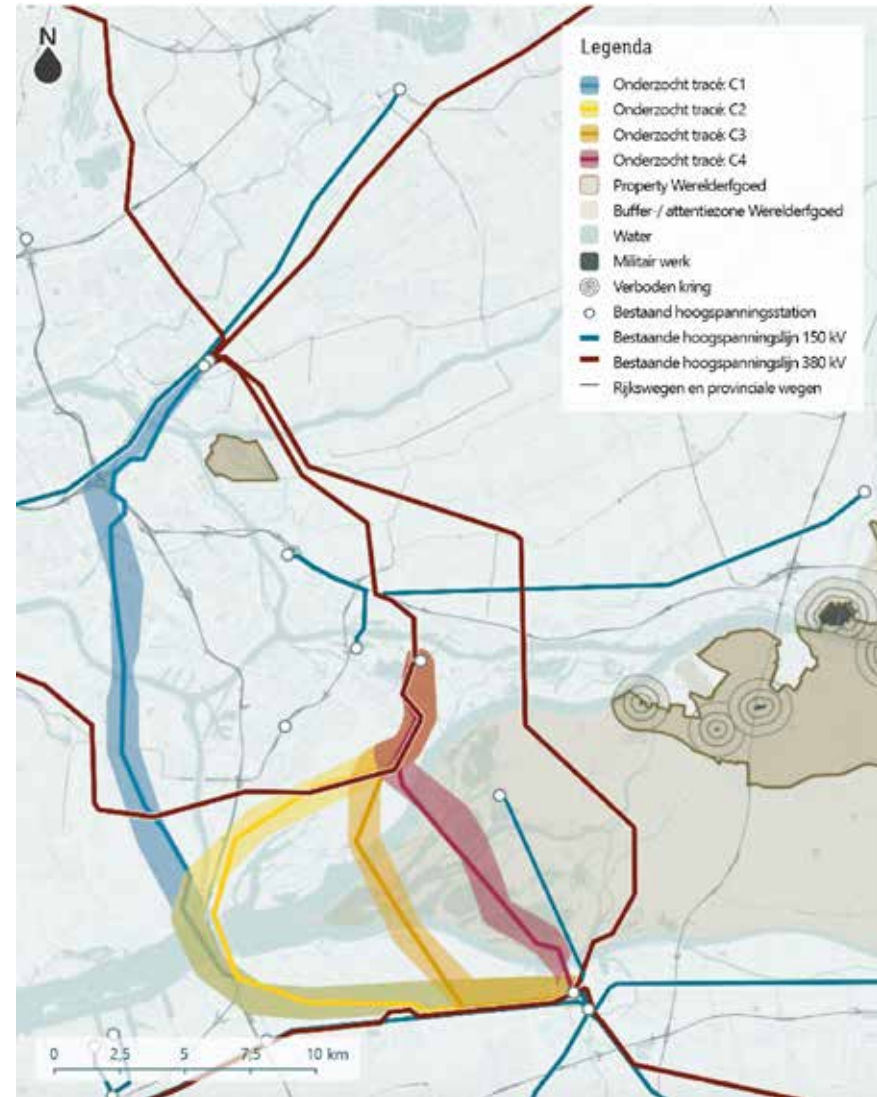 N
Legenda
Onderzocht tracé: C1
Onderzocht tracé: C2
Onderzocht tracé: C3
Onderzocht tracé: C4
Property Werelderfgoed
Buffer-/ attentiezone Werelderfgoed
Water
Militair werk
Verboden kring
Bestaand hoogspanningsstation
Bestaande hoogspanningslijn 150 kV
Bestaande hoogspanningslijn 380 kV
Rijkswegen en provinciale wegen
0 2,5 5 7,5 10 km